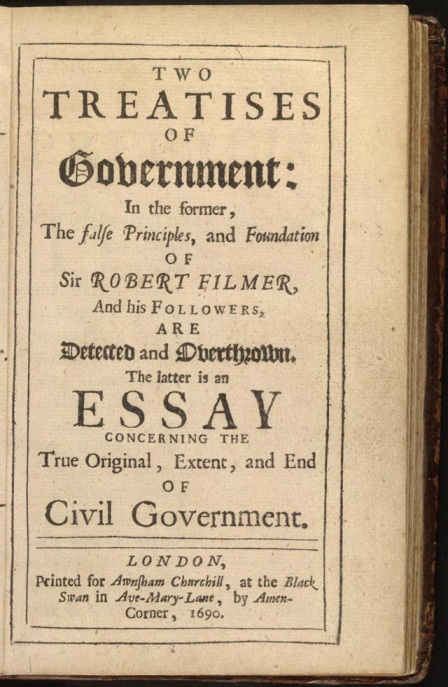 TWO
TREATISES
OF
Government:
In the former,
The false Principles, and Foundation
OF
Sir ROBERT FILMER,
And his FOLLOWERS,
ARE
Detected and Overthrown.
The latter is an
ESSAY
CONCERNING THE
True Original, Extent, and End
OF
Civil Government.
LONDON,
Printed for Awnsham Churchill, at the Black
Swan in Ave-Mary-Lane, by Amen-
Corner, 1690.